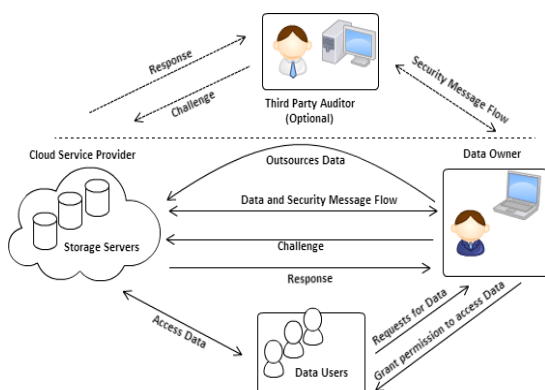 Response
Challenge
Third Party Auditor
(Optional)
Security Message Flow
Cloud Service Provider
Outsources Data
Data Owner
Data and Security Message Flow
Storage Servers
Challenge
Response
Access Data
Data Users
Requests for Data
Grant permission to access Data